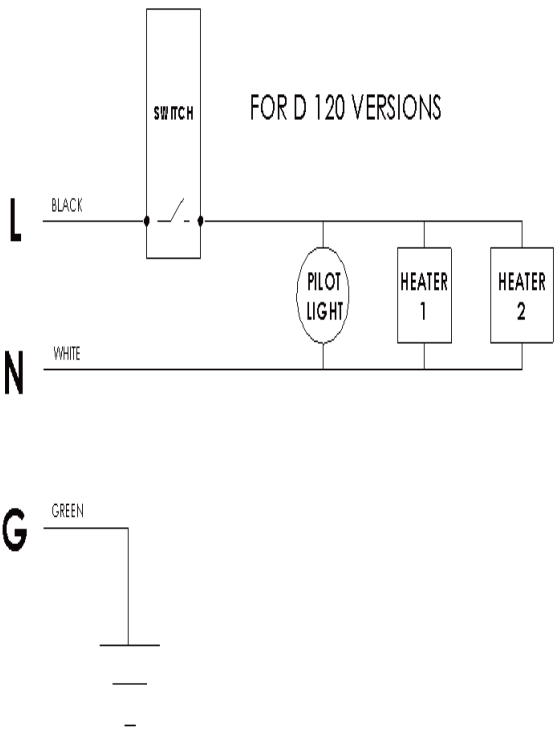 SWITCH
FOR D 120 VERSIONS
L
BLACK
PILOT
LIGHT
HEATER
1
HEATER
2
N
WHITE
G
GREEN